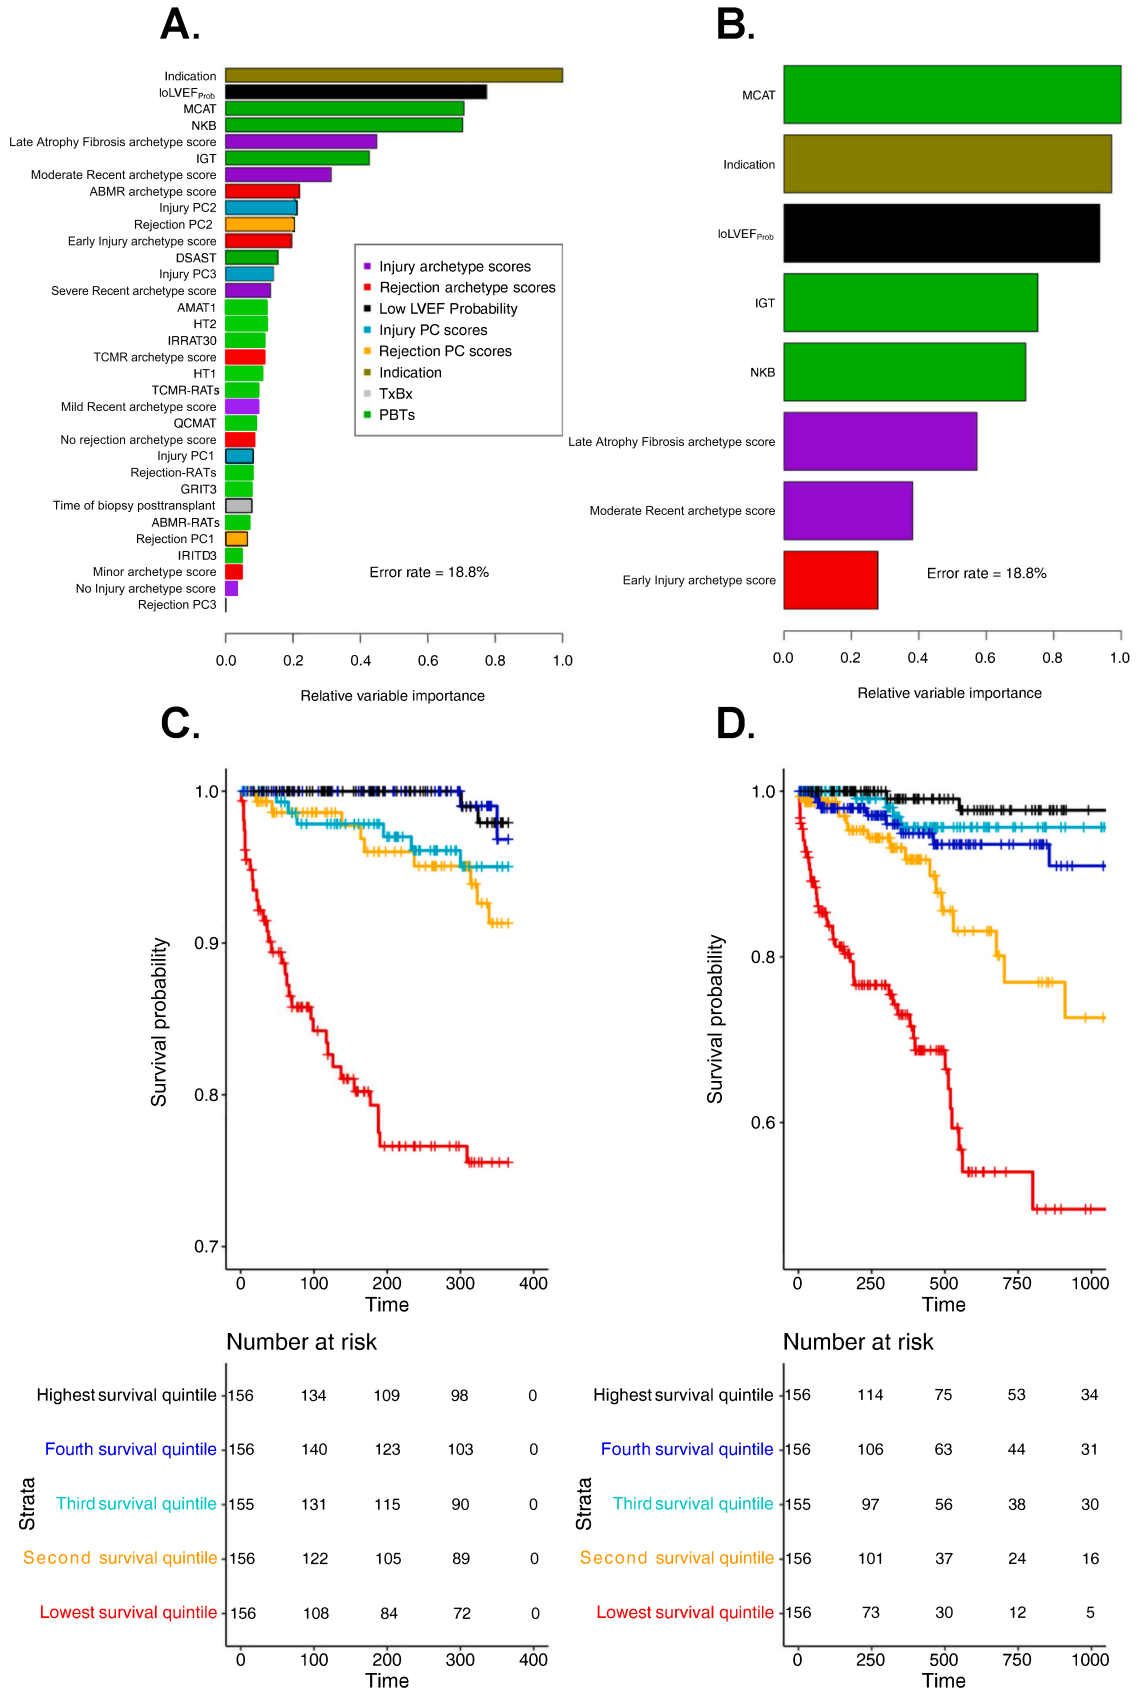 A.
Indication
loLVEFProb
MCAT
NKB
Late Atrophy Fibrosis archetype score
IGT
Moderate Recent archetype score
ABMR archetype score
Injury PC2
Rejection PC2
Early Injury archetype score
DSAST
Injury PC3
Severe Recent archetype score
AMAT1
HT2
IRRAT30
TCMR archetype score
HT1
TCMR-RATs
Mild Recent archetype score
QCMAT
No rejection archetype score
Injury PC1
Rejection-RATs
GRIT3
Time of biopsy posttransplant
ABMR-RATs
Rejection PC1
IRITD3
Minor archetype score
No Injury archetype score
Rejection PC3
Injury archetype scores
Rejection archetype scores
Low LVEF Probability
Injury PC scores
Rejection PC scores
Indication
TxBx
PBTs
Error rate = 18.8%
0.0 0.2 0.4 0.6 0.8 1.0
Relative variable importance
B.
MCAT
Indication
loLVEFProb
IGT
NKB
Late Atrophy Fibrosis archetype score
Moderate Recent archetype score
Early Injury archetype score
Error rate = 18.8%
0.0 0.2 0.4 0.6 0.8 1.0
Relative variable importance
C.
Survival probability
1.0
0.9
0.8
0.7
0 100 200 300 400
Time
Number at risk
Strata
Highest survival quintile 156 134 109 98 0
Fourth survival quintile 156 140 123 103 0
Third survival quintile 155 131 115 90 0
Second survival quintile 156 122 105 89 0
Lowest survival quintile 156 108 84 72 0
0 100 200 300 400
Time
D.
Survival probability
1.0
0.8
0.6
0 250 500 750 1000
Time
Number at risk
Strata
Highest survival quintile 156 114 75 53 34
Fourth survival quintile 156 106 63 44 31
Third survival quintile 155 97 56 38 30
Second survival quintile 156 101 37 24 16
Lowest survival quintile 156 73 30 12 5
0 250 500 750 1000
Time